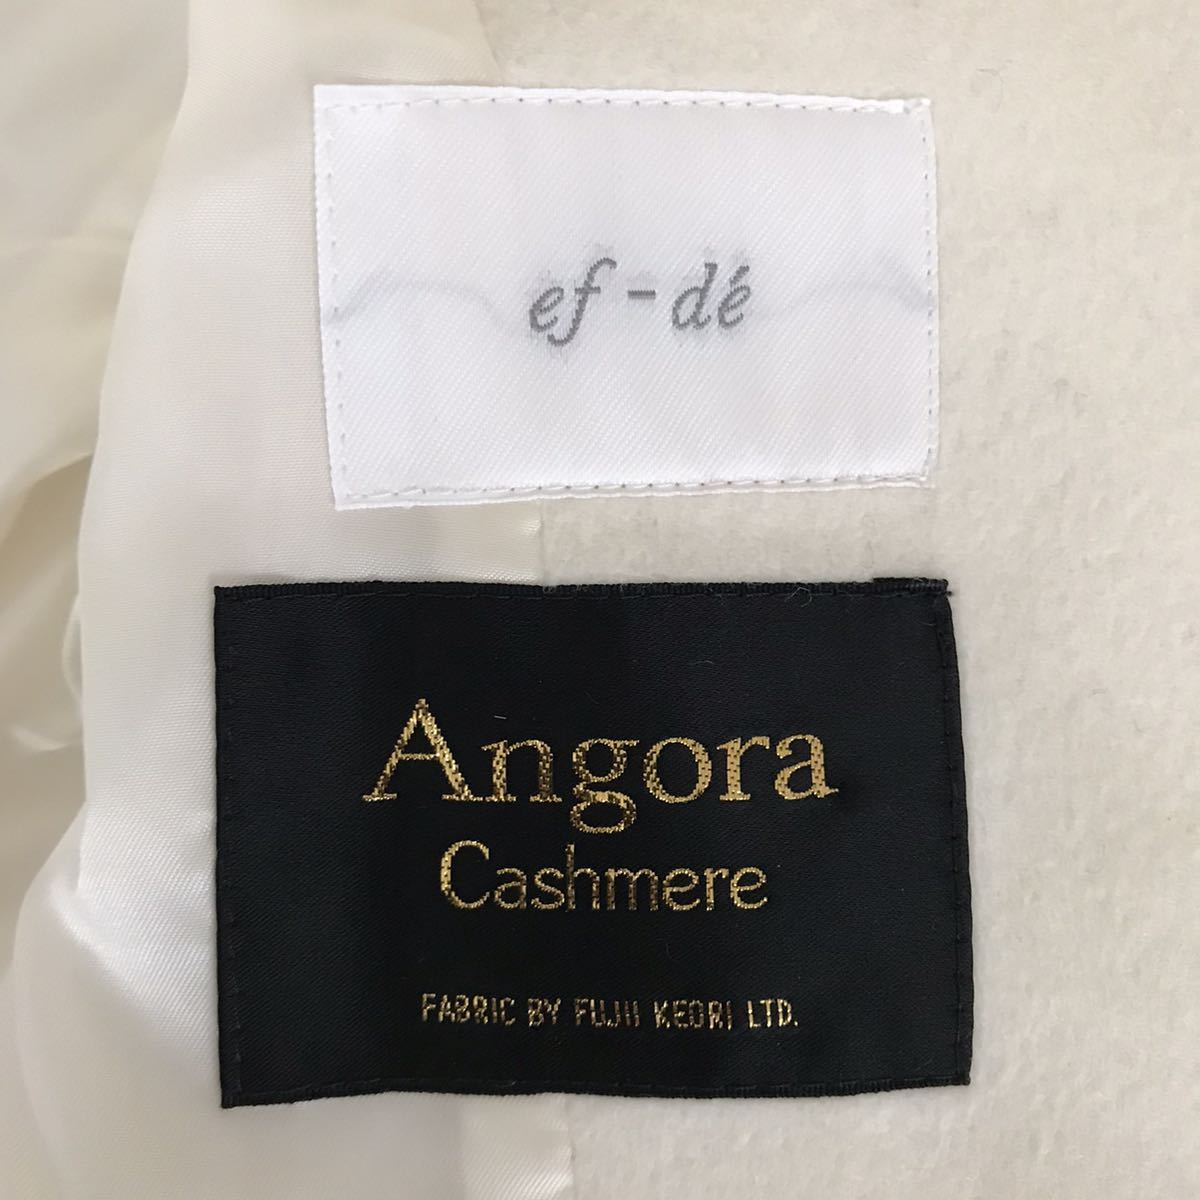 ef-dé
Angora
Cashmere
FABRIC BY FUJII KEORI LTD.